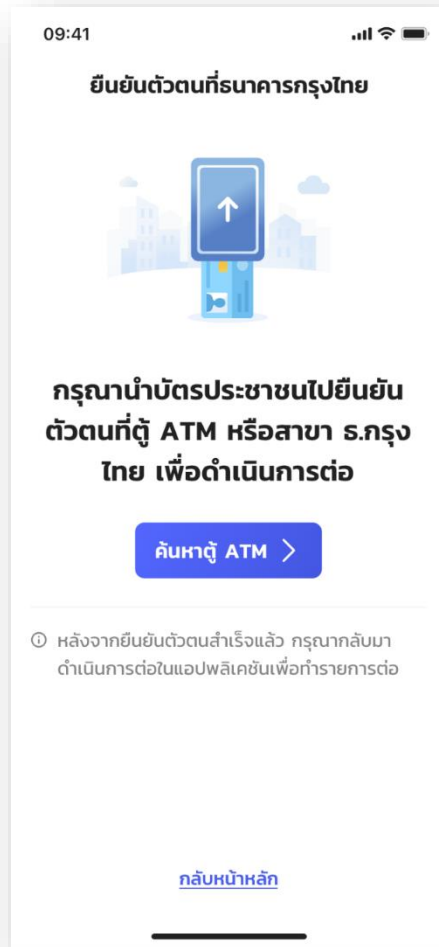 09:41
ยืนยันตัวตนที่ธนาคารกรุงไทย
กรุณานำบัตรประชาชนไปยืนยัน
ตัวตนที่ตู้ ATM หรือสาขา ธ.กรุง
ไทย เพื่อดำเนินการต่อ
ค้นหาตู้ ATM
หลังจากยืนยันตัวตนสำเร็จแล้ว กรุณากลับมา
ดำเนินการต่อในแอปพลิเคชันเพื่อทำรายการต่อ
กลับหน้าหลัก